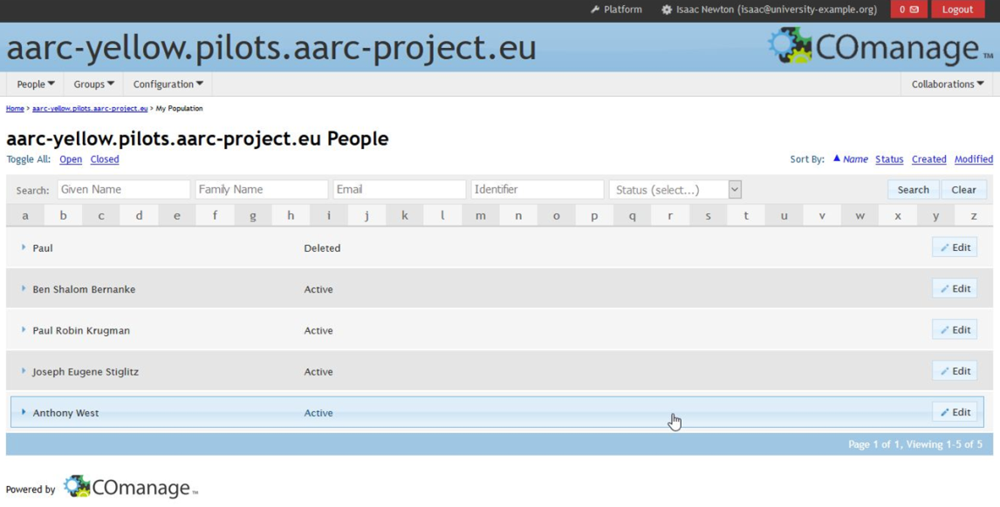 Platform Isaac Newton (isaac@university-example.org) 0 Logout
aarc-yellow.pilots.aarc-project.eu COmanage TM
People Groups Configuration Collaborations
Home > aarc-yellow.pilots.aarc-project.eu > My Population
aarc-yellow.pilots.aarc-project.eu People
Toggle All: Open Closed Sort By: Name Status Created Modified
Search: Given Name Family Name Email Identifier Status (select...) Search Clear
a b c d e f g h i j k l m n o p q r s t u v w x y z
Paul Deleted Edit
Ben Shalom Bernanke Active Edit
Paul Robin Krugman Active Edit
Joseph Eugene Stiglitz Active Edit
Anthony West Active Edit
Page 1 of 1, Viewing 1-5 of 5
Powered by COmanage TM